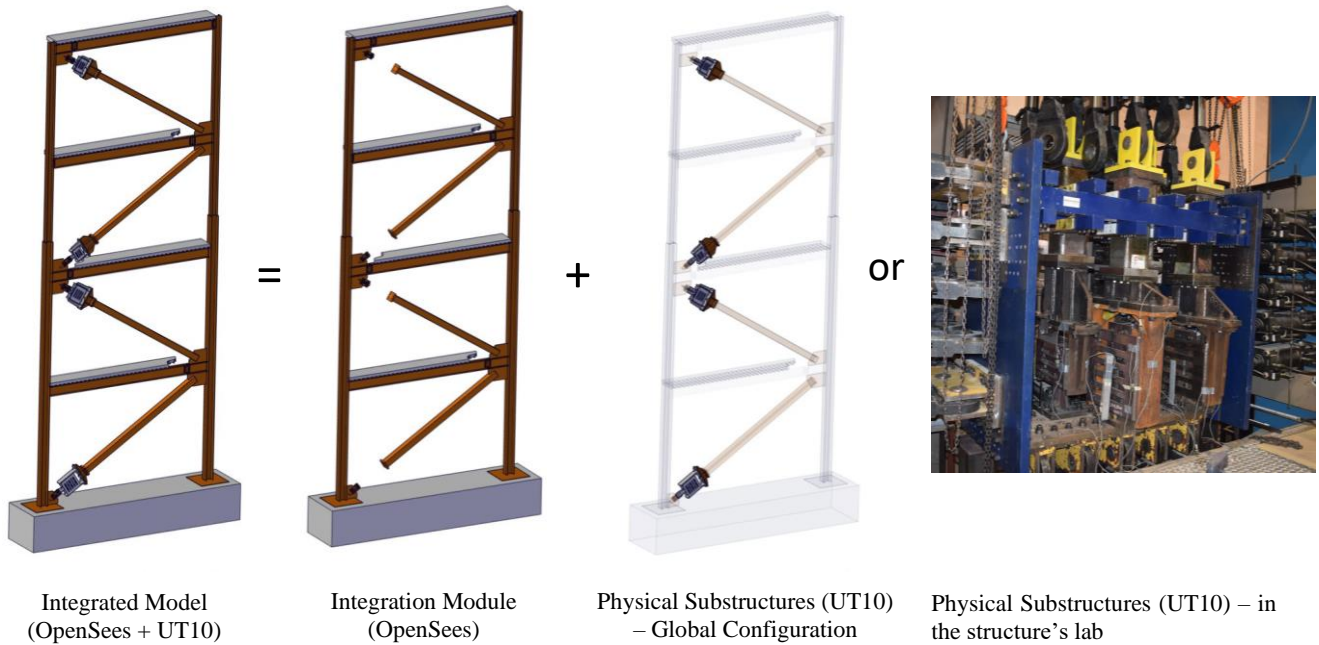 =
+
or
Integrated Model
(OpenSees + UT10)
Integration Module
(OpenSees)
Physical Substructures (UT10)
– Global Configuration
Physical Substructures (UT10) – in
the structure's lab